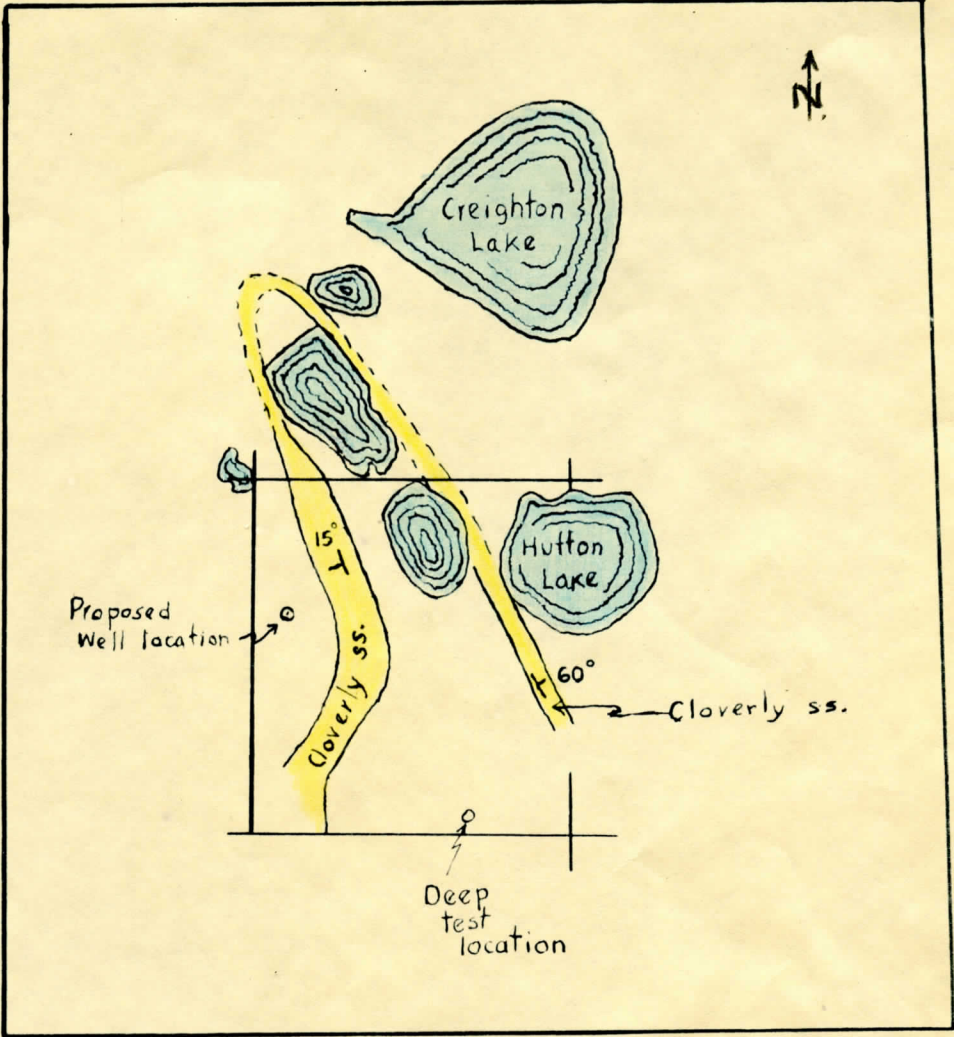 N
Creighton
Lake
15°
Hutton
Lake
Proposed
Well location
60°
Cloverly ss.
Cloverly ss.
Deep
test
location